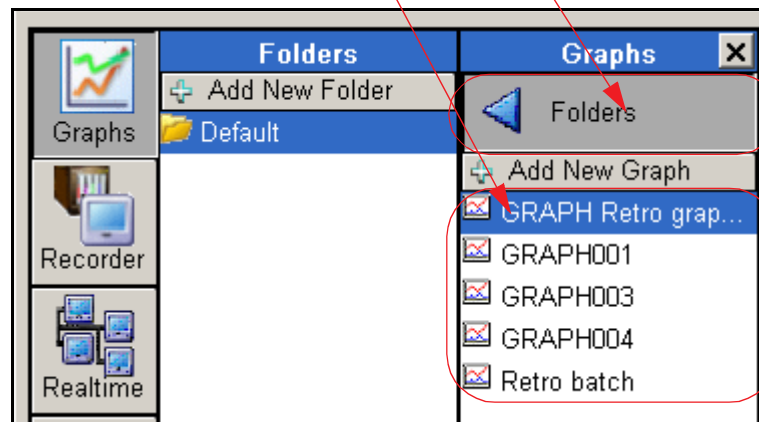 Graphs
Recorder
Realtime
Folders
Add New Folder
Default
Graphs
Folders
Add New Graph
GRAPH Retro grap...
GRAPH001
GRAPH003
GRAPH004
Retro batch